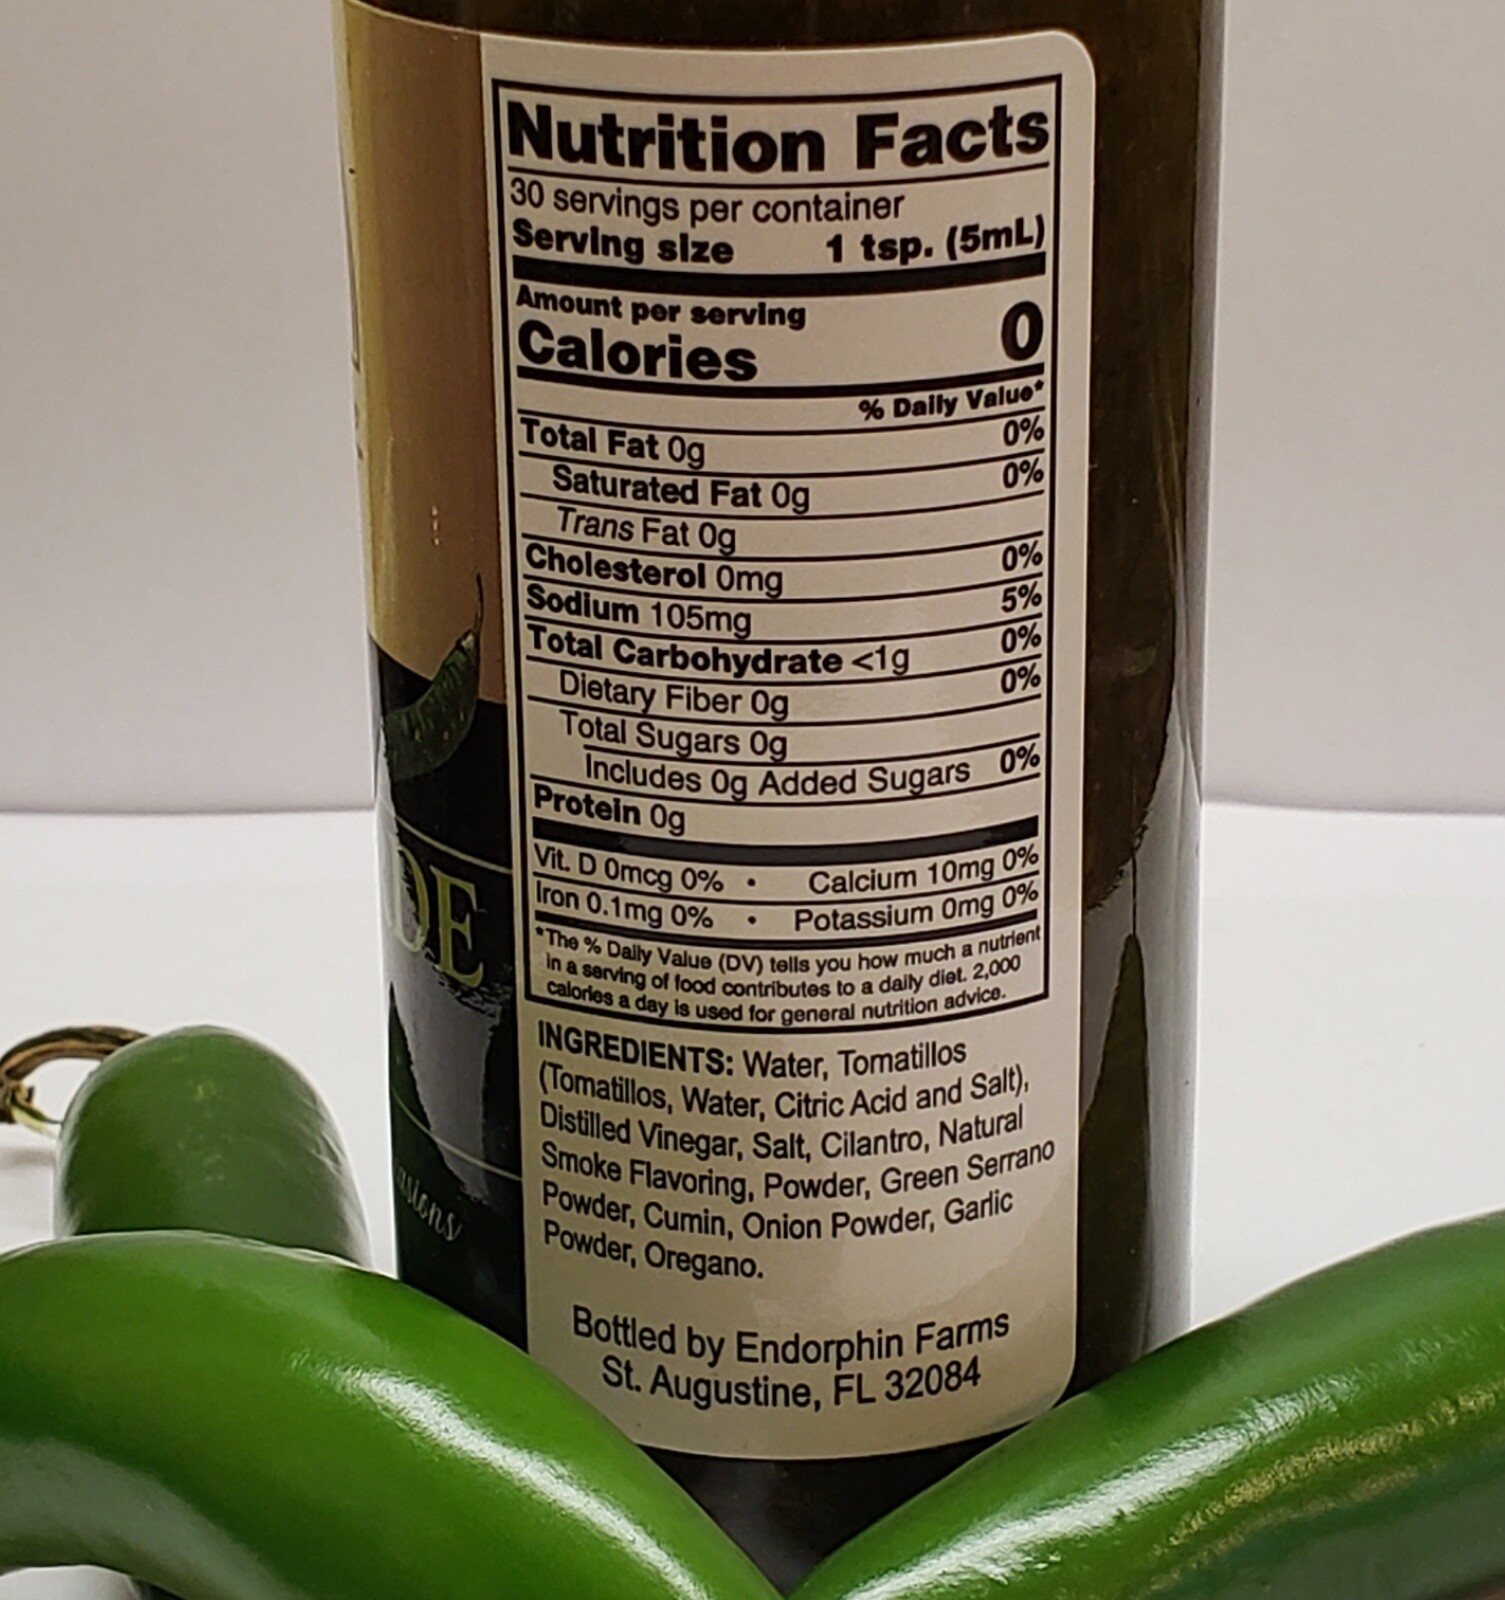 Nutrition Facts
30 servings per container
Serving size 1 tsp. (5mL)
Amount per serving
Calories 0
% Daily Value*
Total Fat 0g 0%
Saturated Fat 0g 0%
Trans Fat 0g
Cholesterol 0mg 0%
Sodium 105mg 5%
Total Carbohydrate <1g 0%
Dietary Fiber 0g 0%
Total Sugars 0g
Includes 0g Added Sugars 0%
Protein 0g
Vit. D 0mcg 0% • Calcium 10mg 0%
Iron 0.1mg 0% • Potassium 0mg 0%
*The % Daily Value (DV) tells you how much a nutrient
in a serving of food contributes to a daily diet. 2,000
calories a day is used for general nutrition advice.
INGREDIENTS: Water, Tomatillos
(Tomatillos, Water, Citric Acid and Salt),
Distilled Vinegar, Salt, Cilantro, Natural
Smoke Flavoring, Powder, Green Serrano
Powder, Cumin, Onion Powder, Garlic
Powder, Oregano.
Bottled by Endorphin Farms
St. Augustine, FL 32084
DE